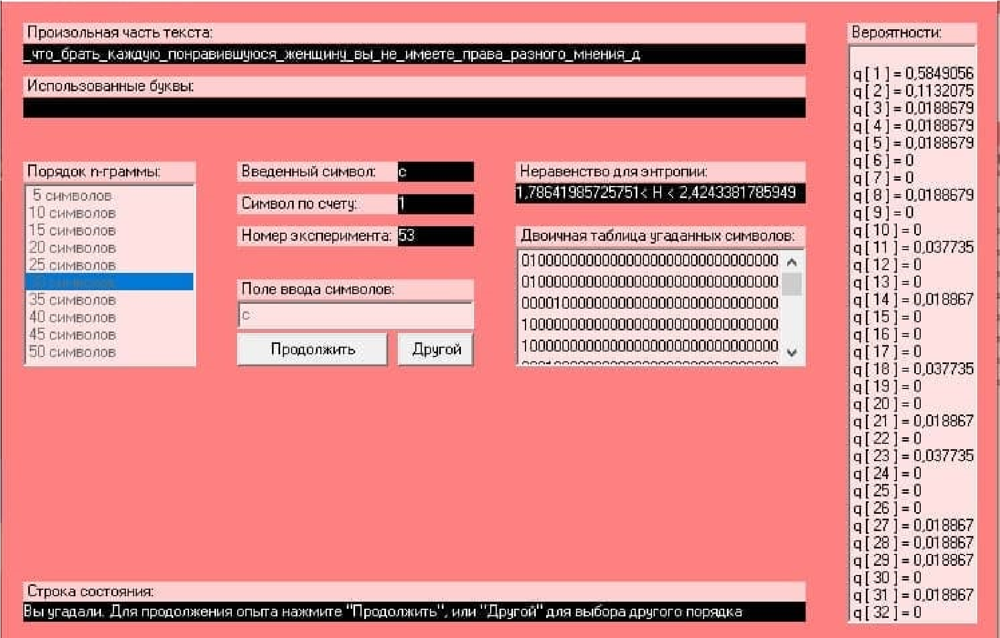 Произольная часть текста:
_что_брать_каждую_понравившуюся_женщину_вы_не_имеете_права_разного_мнения_д
Использованные буквы:
Порядок n-граммы:
5 символов
10 символов
15 символов
20 символов
25 символов
35 символов
40 символов
45 символов
50 символов
Введенный символ: с
Символ по счету: 1
Номер эксперимента: 53
Поле ввода символов:
с
Продолжить
Другой
Неравенство для энтропии:
1,78641985725751< H < 2,4243381785949
Двоичная таблица угаданных символов:
01000000000000000000000000000000
01000000000000000000000000000000
00001000000000000000000000000000
10000000000000000000000000000000
10000000000000000000000000000000
Вероятности:
q[ 1 ] = 0,5849056
q[ 2 ] = 0,1132075
q[ 3 ] = 0,0188679
q[ 4 ] = 0,0188679
q[ 5 ] = 0,0188679
q[ 6 ] = 0
q[ 7 ] = 0
q[ 8 ] = 0,0188679
q[ 9 ] = 0
q[ 10 ] = 0
q[ 11 ] = 0,037735
q[ 12 ] = 0
q[ 13 ] = 0
q[ 14 ] = 0,018867
q[ 15 ] = 0
q[ 16 ] = 0
q[ 17 ] = 0
q[ 18 ] = 0,037735
q[ 19 ] = 0
q[ 20 ] = 0
q[ 21 ] = 0,018867
q[ 22 ] = 0
q[ 23 ] = 0,037735
q[ 24 ] = 0
q[ 25 ] = 0
q[ 26 ] = 0
q[ 27 ] = 0,018867
q[ 28 ] = 0,018867
q[ 29 ] = 0,018867
q[ 30 ] = 0
q[ 31 ] = 0,018867
q[ 32 ] = 0
Строка состояния:
Вы угадали. Для продолжения опыта нажмите "Продолжить", или "Другой" для выбора другого порядка